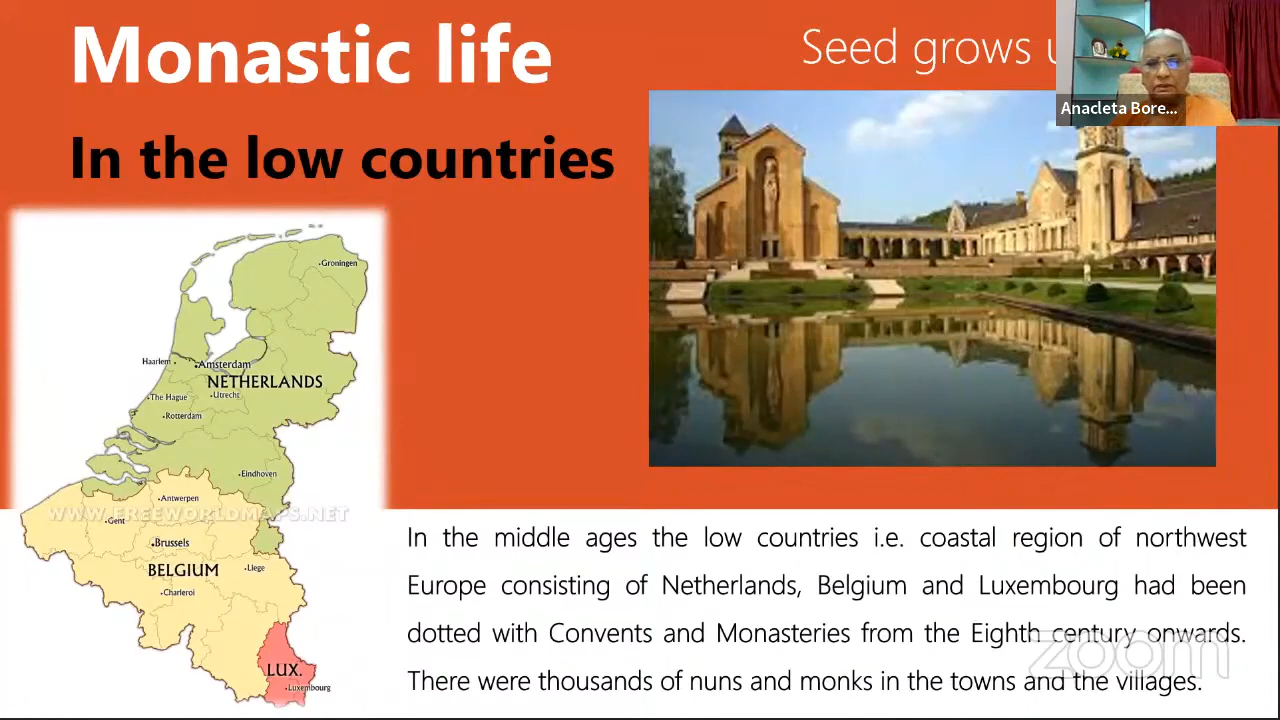 Monastic life
Seed grows u
Anacleta Bore...
In the low countries
Groningen
Haarlem
Amsterdam
NETHERLANDS
The Hague
Utrecht
Rotterdam
Eindhoven
Antwerpen
WWW.FREEWORLDMAPS.NET
Gent
Brussels
BELGIUM
Liege
Charleroi
LUX.
Luxembourg
In the middle ages the low countries i.e. coastal region of northwest
Europe consisting of Netherlands, Belgium and Luxembourg had been
dotted with Convents and Monasteries from the Eighth century onwards.
There were thousands of nuns and monks in the towns and the villages.
zoom